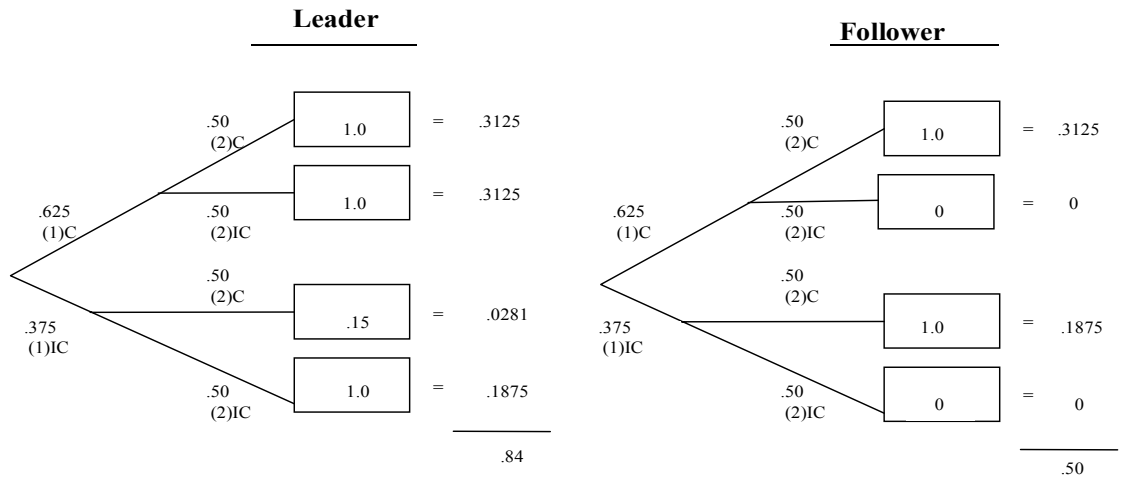 Leader
.50
(2)C
1.0
=
.3125
.50
(2)IC
1.0
=
.3125
.625
(1)C
.50
(2)C
.15
=
.0281
.375
(1)IC
.50
(2)IC
1.0
=
.1875
.84
Follower
.50
(2)C
1.0
=
.3125
.50
(2)IC
0
=
0
.625
(1)C
.50
(2)C
1.0
=
.1875
.375
(1)IC
.50
(2)IC
0
=
0
.50